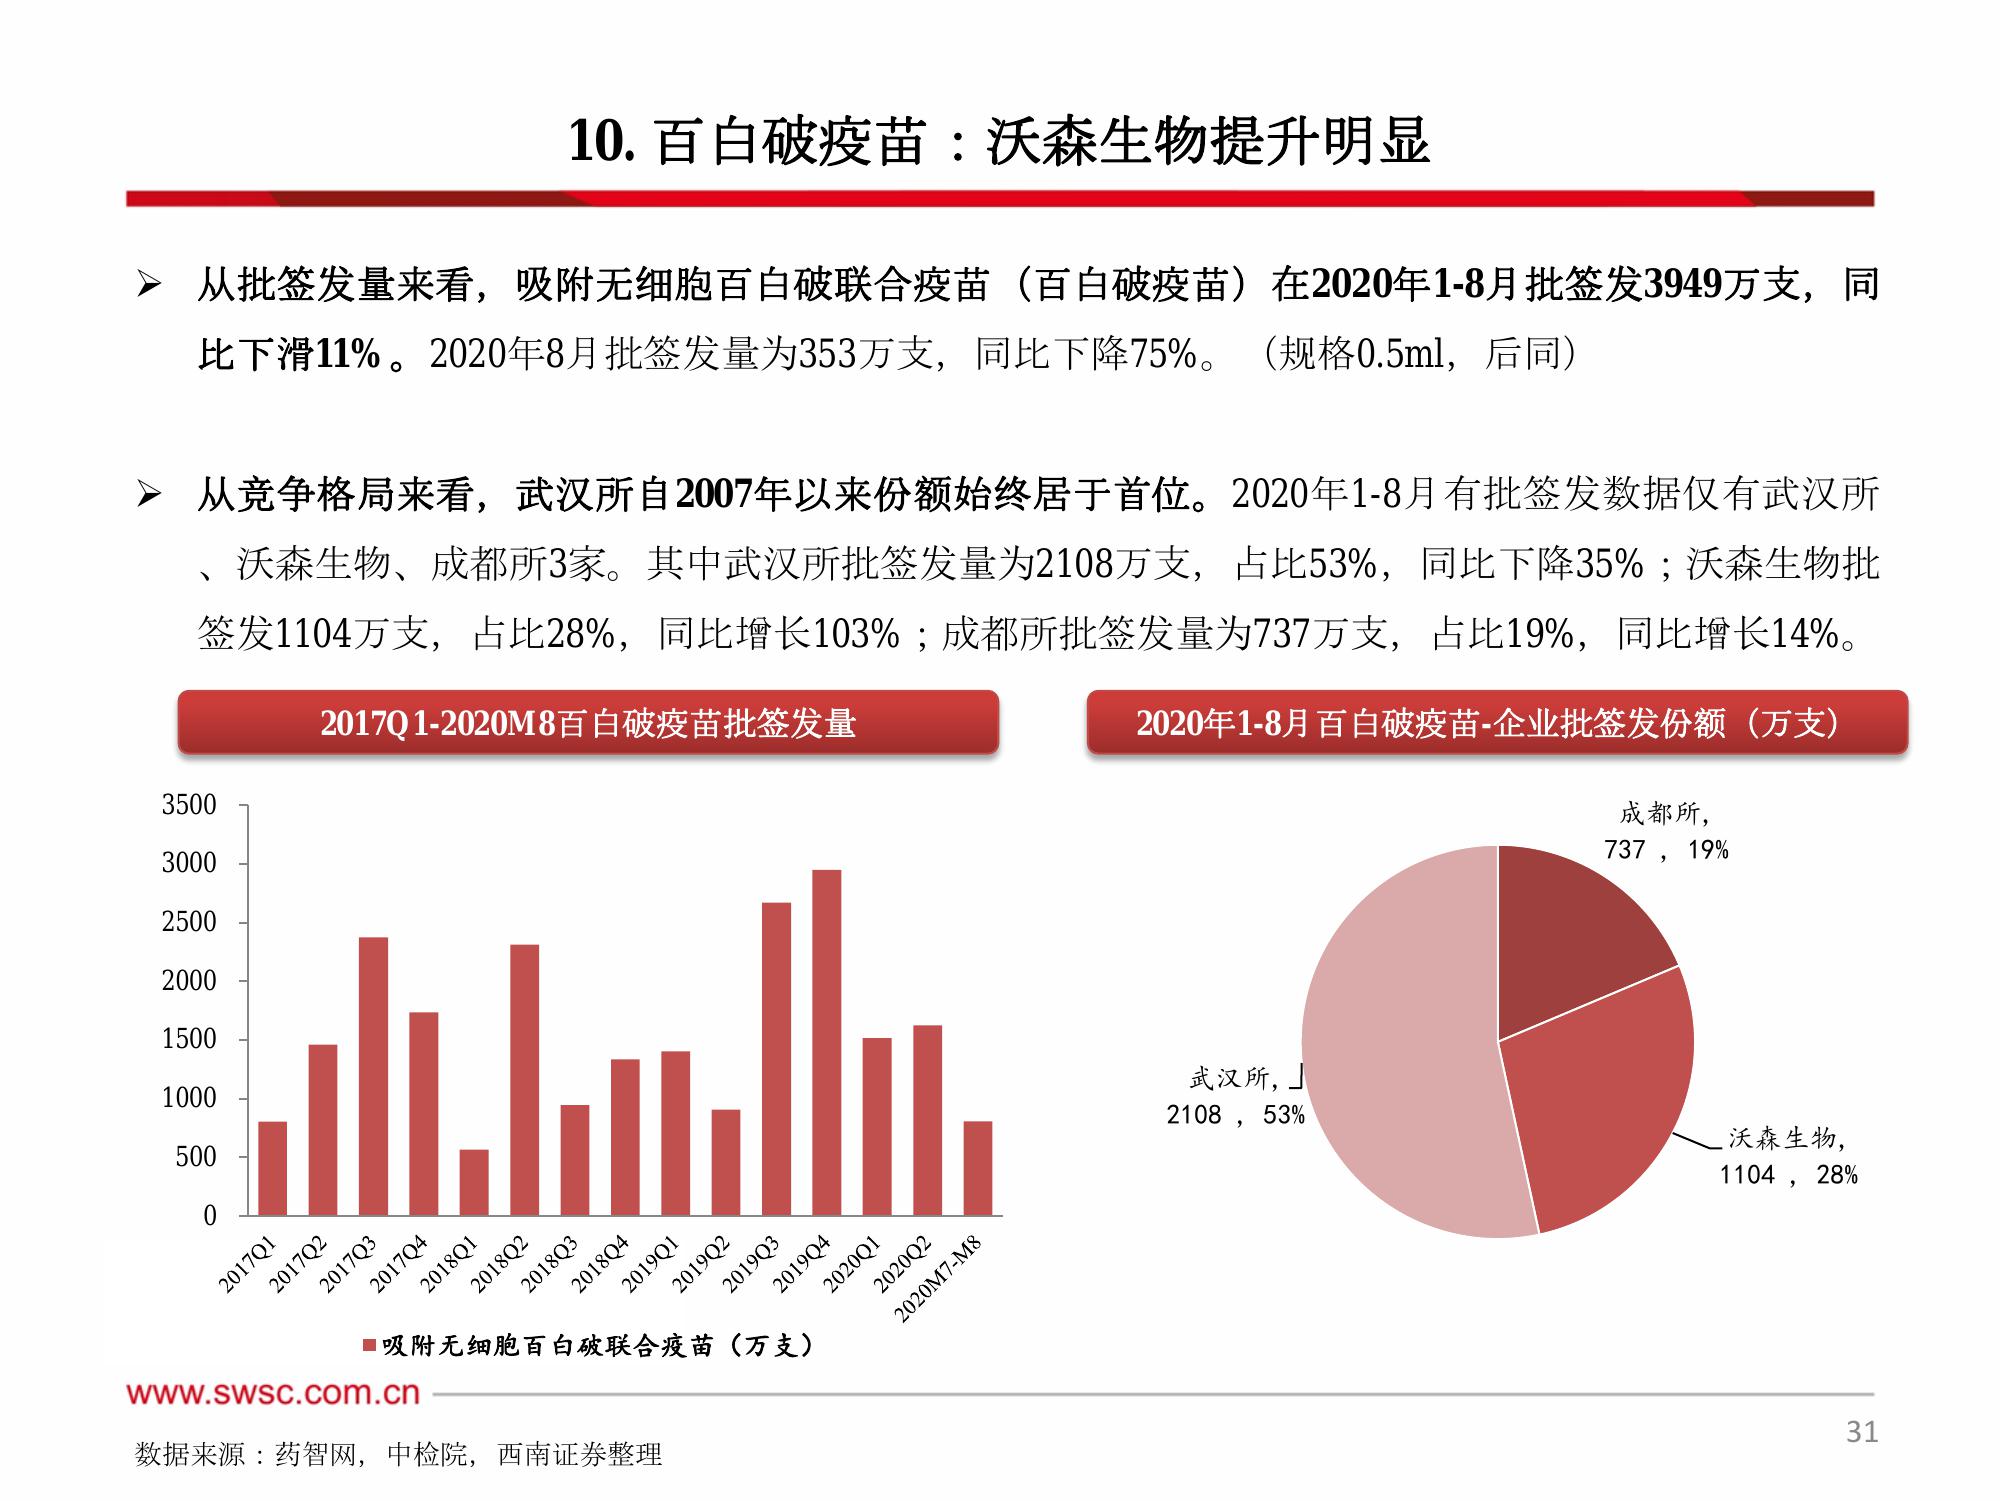 10. 百白破疫苗：沃森生物提升明显
➢ 从批签发量来看，吸附无细胞百白破联合疫苗（百白破疫苗）在2020年1-8月批签发3949万支，同
比下滑11%。2020年8月批签发量为353万支，同比下降75%。（规格0.5ml，后同）
➢ 从竞争格局来看，武汉所自2007年以来份额始终居于首位。2020年1-8月有批签发数据仅有武汉所
、沃森生物、成都所3家。其中武汉所批签发量为2108万支，占比53%，同比下降35%；沃森生物批
签发1104万支，占比28%，同比增长103%；成都所批签发量为737万支，占比19%，同比增长14%。
2017Q1-2020M8百白破疫苗批签发量
3500
3000
2500
2000
1500
1000
500
0
2017Q1
2017Q2
2017Q3
2017Q4
2018Q1
2018Q2
2018Q3
2018Q4
2019Q1
2019Q2
2019Q3
2019Q4
2020Q1
2020Q2
2020M7-M8
吸附无细胞百白破联合疫苗（万支）
2020年1-8月百白破疫苗-企业批签发份额（万支）
成都所，
737 ，19%
武汉所，
2108 ，53%
沃森生物，
1104 ，28%
www.swsc.com.cn
数据来源：药智网，中检院，西南证券整理
31